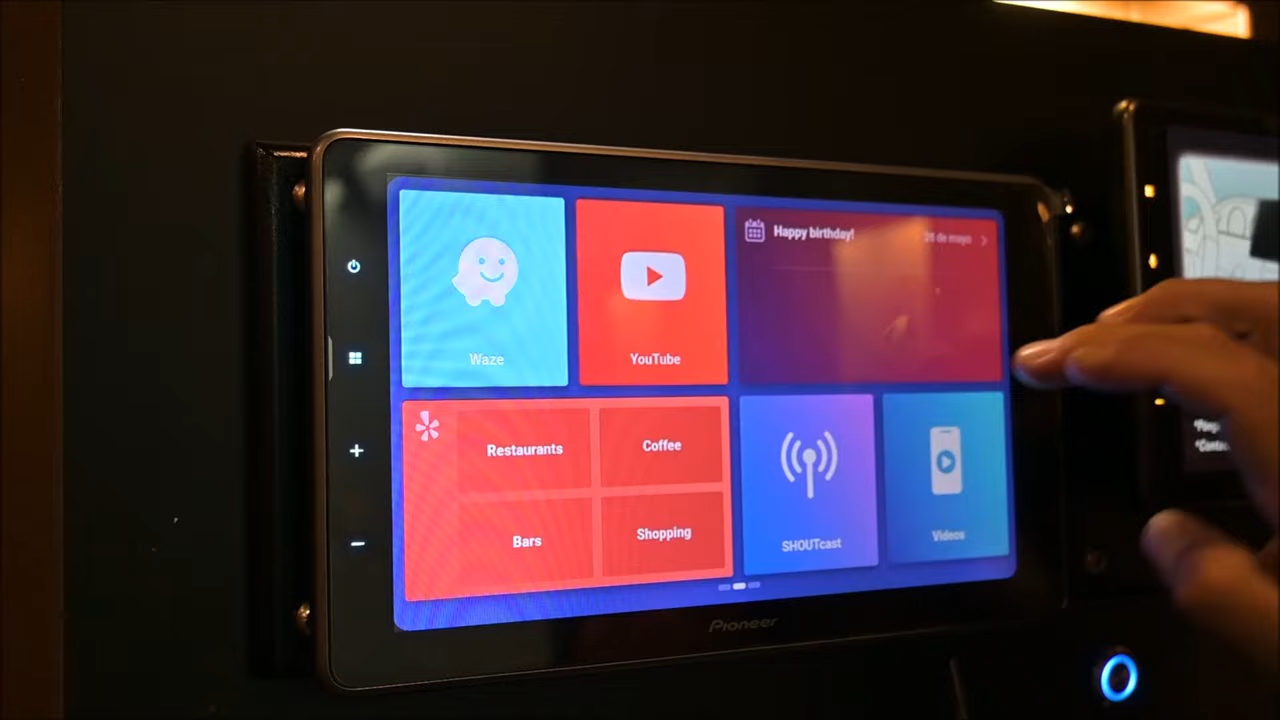 Happy birthday!
26 de mayo
Waze
YouTube
Restaurants
Coffee
Bars
Shopping
SHOUTcast
Videos
Pioneer